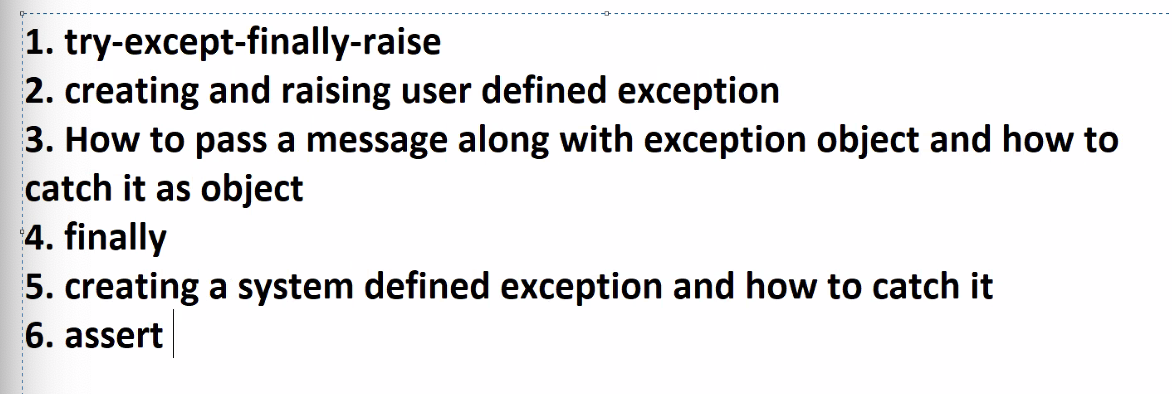 1. try-except-finally-raise
2. creating and raising user defined exception
3. How to pass a message along with exception object and how to
catch it as object
4. finally
5. creating a system defined exception and how to catch it
6. assert